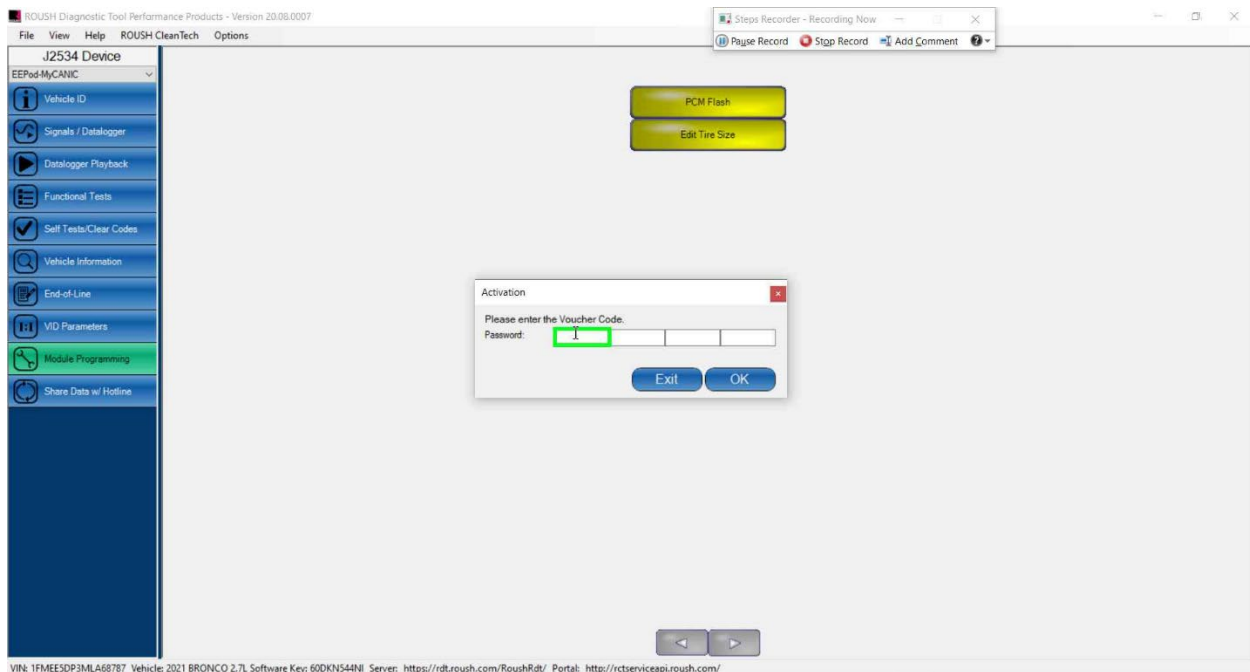 ROUSH Diagnostic Tool Performance Products - Version 20.08.0007
Steps Recorder - Recording Now
File View Help ROUSH CleanTech Options
Pause Record Stop Record Add Comment
J2534 Device
EEPod-MyCANIC
Vehicle ID
Signals / Datalogger
Datalogger Playback
Functional Tests
Self Tests/Clear Codes
Vehicle Information
End-of-Line
1:1 VID Parameters
Module Programming
Share Data w/ Hotline
PCM Flash
Edit Tire Size
Activation
Please enter the Voucher Code.
Password:
Exit OK
VIN: 1FMEE5DP3MLA68787 Vehicle: 2021 BRONCO 2.7L Software Key: 60DKN544NI Server: https://rdt.roush.com/RoushRdt/ Portal: http://rctserviceapi.roush.com/